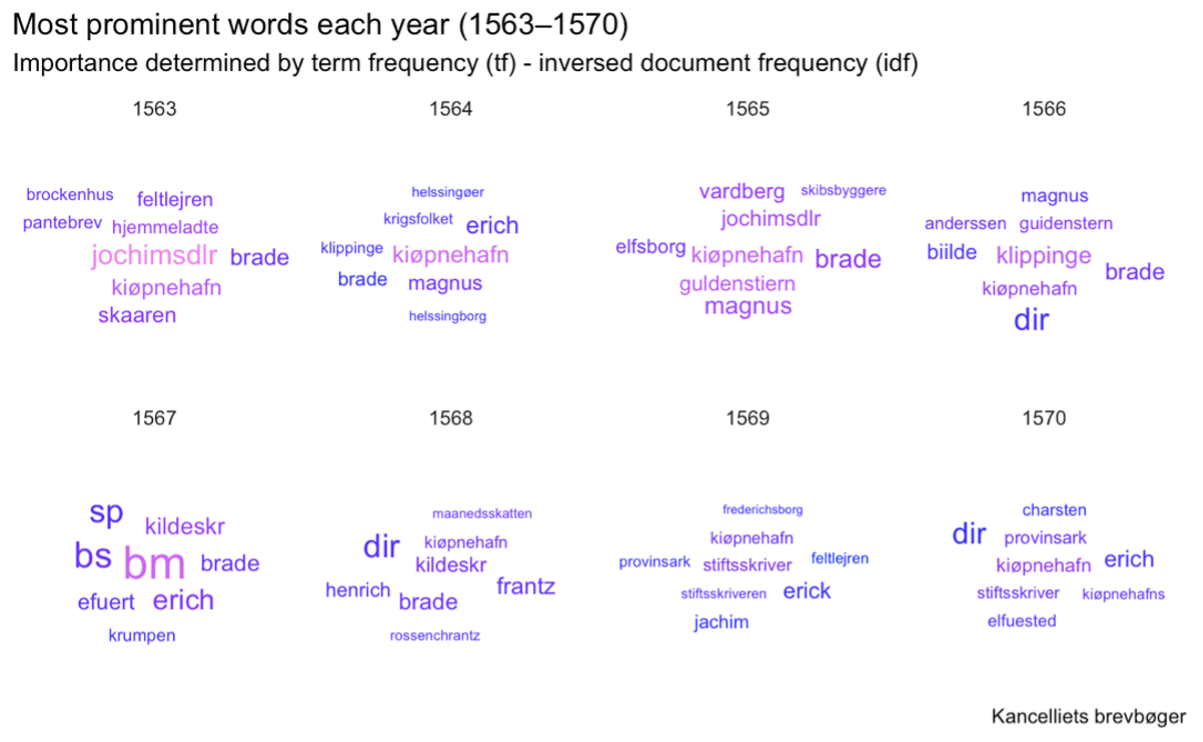 Most prominent words each year (1563–1570)
Importance determined by term frequency (tf) - inversed document frequency (idf)
1563
brockenhus feltlejren
pantebrev hjemmeladte
jochimsdlr brade
kiøpnehafn
skaaren
1564
helssingøer
krigsfolket erich
klippinge kiøpnehafn
brade magnus
helssingborg
1565
vardberg skibsbyggere
jochimsdlr
elfsborg kiøpnehafn brade
guldenstiern
magnus
1566
magnus
anderssen guidenstern
biilde klippinge
brade
kiøpnehafn
dir
1567
sp kildeskr
bs bm brade
efuert erich
krumpen
1568
maanedsskatten
dir kiøpnehafn
kildeskr
henrich frantz
brade
rossenchrantz
1569
frederichsborg
kiøpnehafn
provinsark stiftsskriver feltlejren
stiftsskriveren erick
jachim
1570
charsten
dir provinsark
kiøpnehafn erich
stiftsskriver kiøpnehafns
elfuested
Kancelliets brevbøger